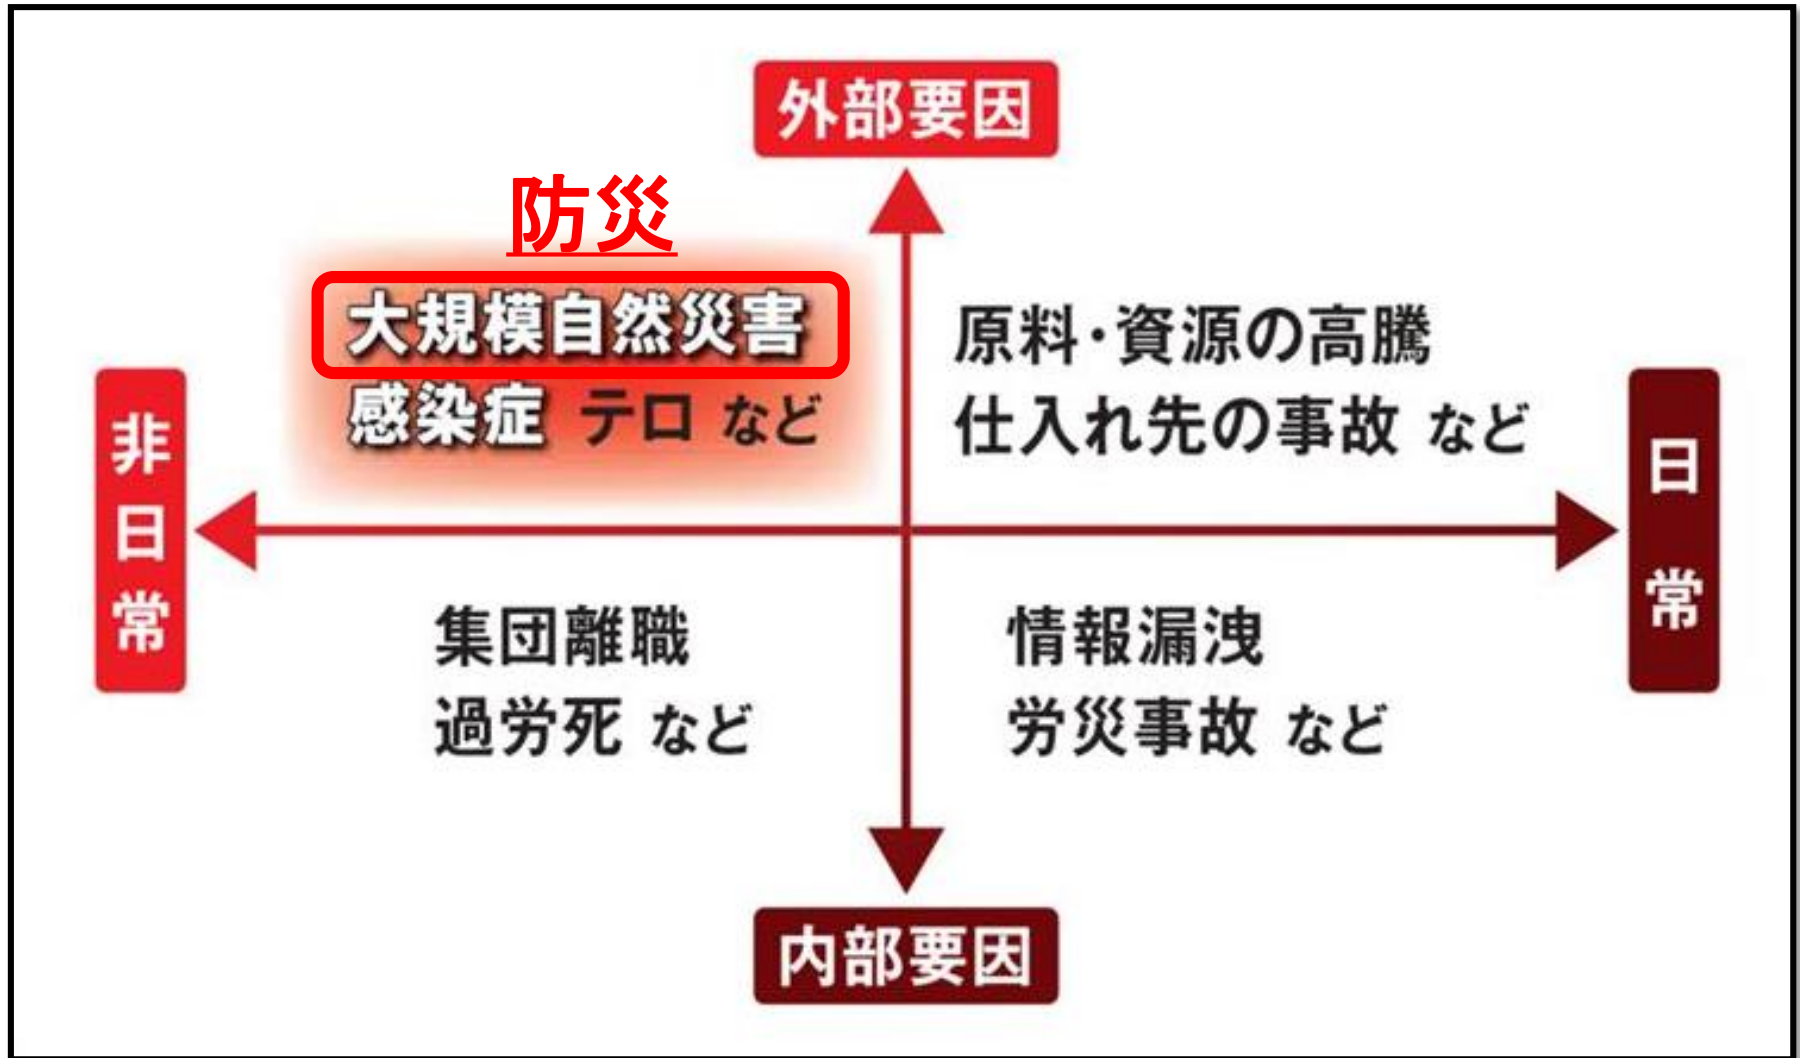 外部要因
防災
大規模自然災害
感染症 テロ など
原料・資源の高騰
仕入れ先の事故 など
非日常
日常
集団離職
過労死 など
情報漏洩
労災事故 など
内部要因